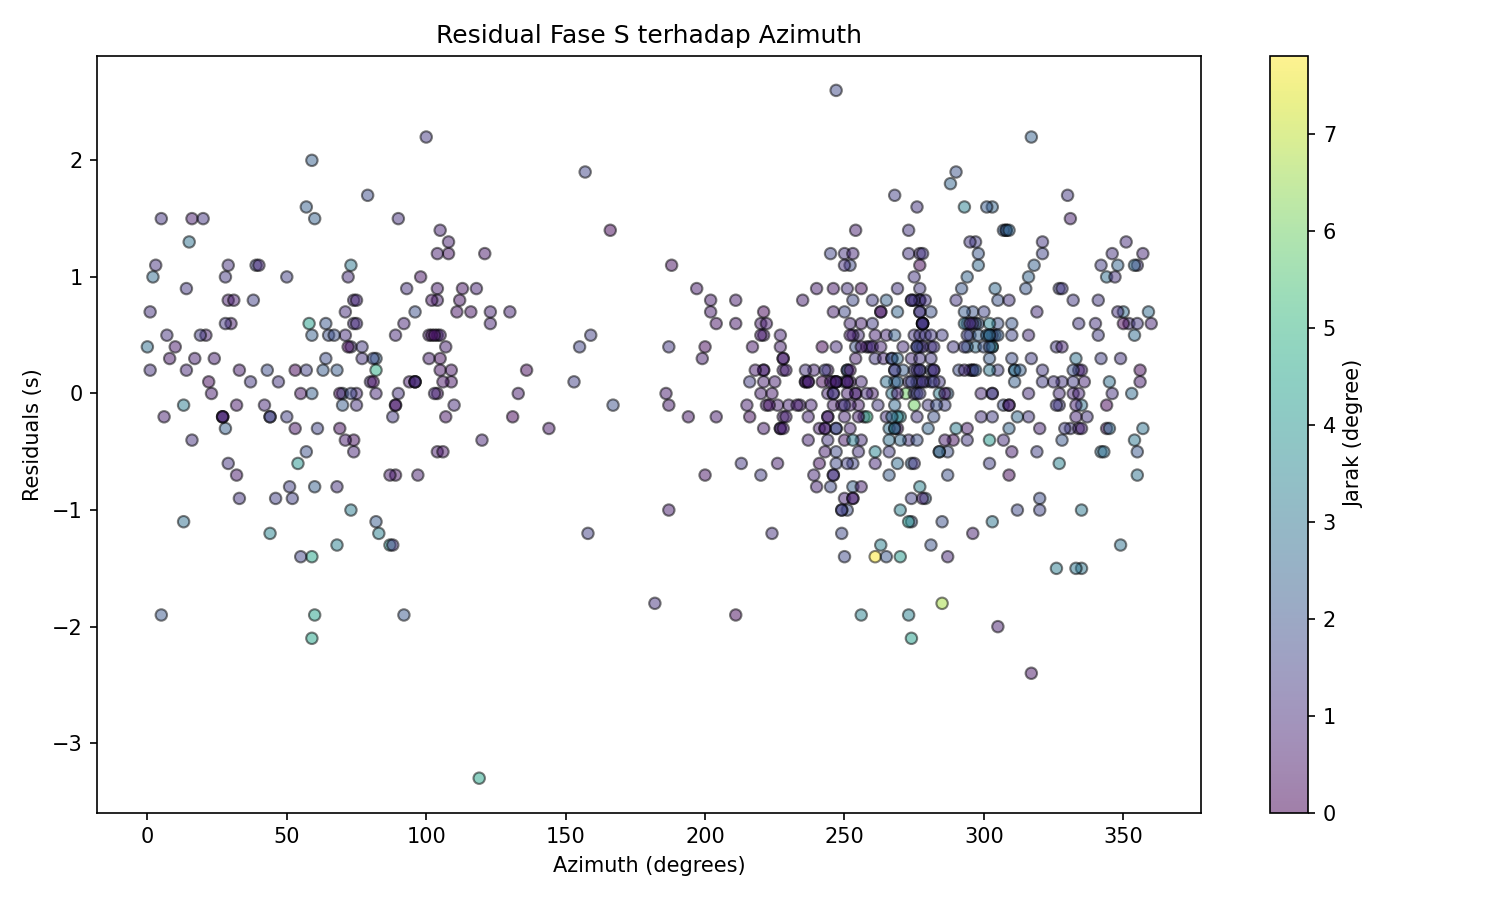 Residual Fase S terhadap Azimuth
Residuals (s)
2
1
0
−1
−2
−3
0 50 100 150 200 250 300 350
Azimuth (degrees)
7
6
5
4
3
2
1
0
Jarak (degree)